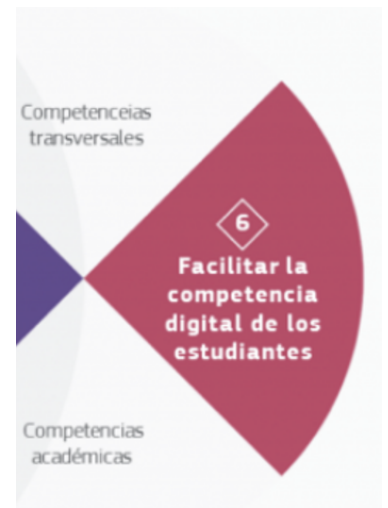 Competenceias
transversales
6
Facilitar la
competencia
digital de los
estudiantes
Competencias
académicas